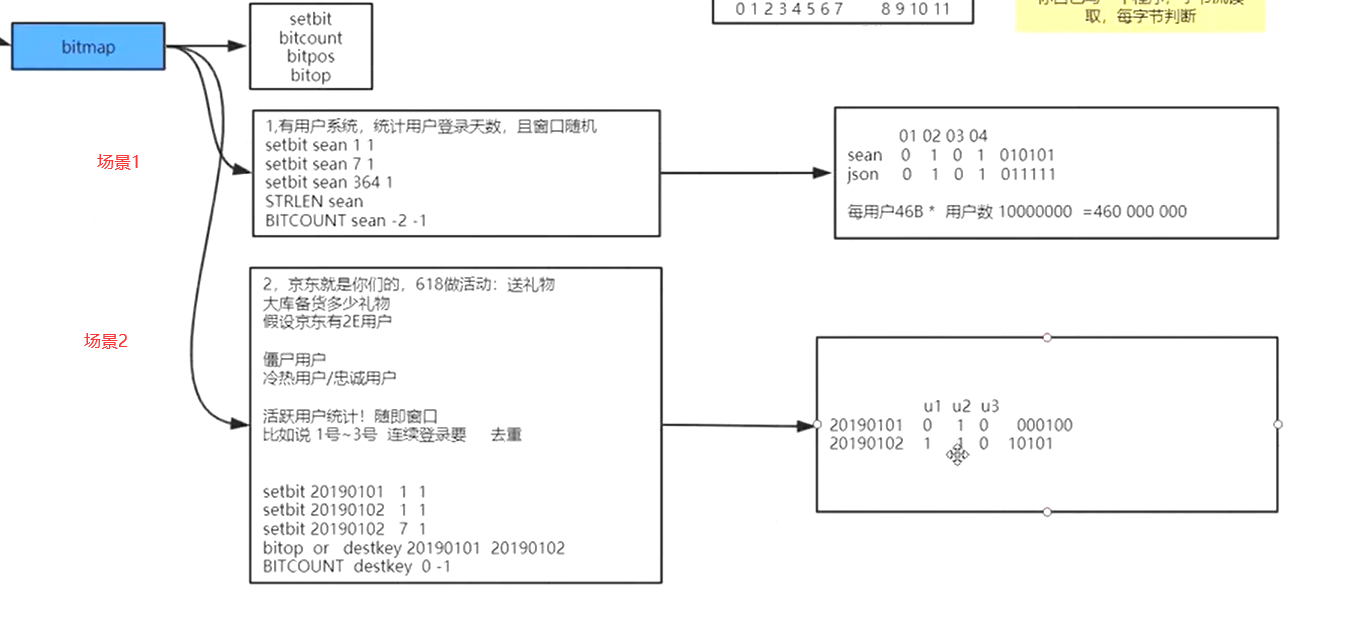 0 1 2 3 4 5 6 7 8 9 10 11
取，每字节判断
bitmap
setbit
bitcount
bitpos
bitop
场景1
1,有用户系统，统计用户登录天数，且窗口随机
setbit sean 1 1
setbit sean 7 1
setbit sean 364 1
STRLEN sean
BITCOUNT sean -2 -1
01 02 03 04
sean 0 1 0 1 010101
json 0 1 0 1 011111
每用户46B * 用户数 10000000 =460 000 000
场景2
2，京东就是你们的，618做活动：送礼物
大库备货多少礼物
假设京东有2E用户
僵尸用户
冷热用户/忠诚用户
活跃用户统计！随即窗口
比如说 1号~3号 连续登录要 去重
setbit 20190101 1 1
setbit 20190102 1 1
setbit 20190102 7 1
bitop or destkey 20190101 20190102
BITCOUNT destkey 0 -1
u1 u2 u3
20190101 0 1 0 000100
20190102 1 1 0 10101